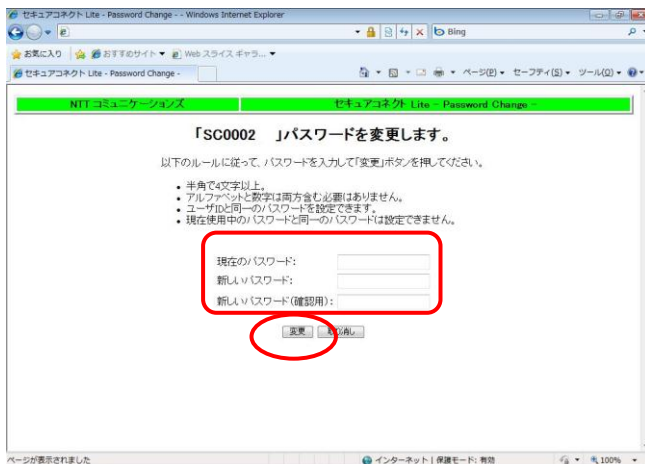 セキュアコネクト Lite - Password Change - - Windows Internet Explorer
Bing
お気に入り おすすめサイト ▼ Web スライス ギャラ... ▼
セキュアコネクト Lite - Password Change -
ページ(P) ▼ セーフティ(S) ▼ ツール(O) ▼
NTT コミュニケーションズ セキュアコネクト Lite - Password Change -
「SC0002 」パスワードを変更します。
以下のルールに従って、パスワードを入力して「変更」ボタンを押してください。
• 半角で4文字以上。
• アルファベットと数字は両方含む必要はありません。
• ユーザIDと同一のパスワードを設定できます。
• 現在使用中のパスワードと同一のパスワードは設定できません。
現在のパスワード:
新しいパスワード:
新しいパスワード(確認用):
変更 取り消し
ページが表示されました インターネット | 保護モード: 有効 100%